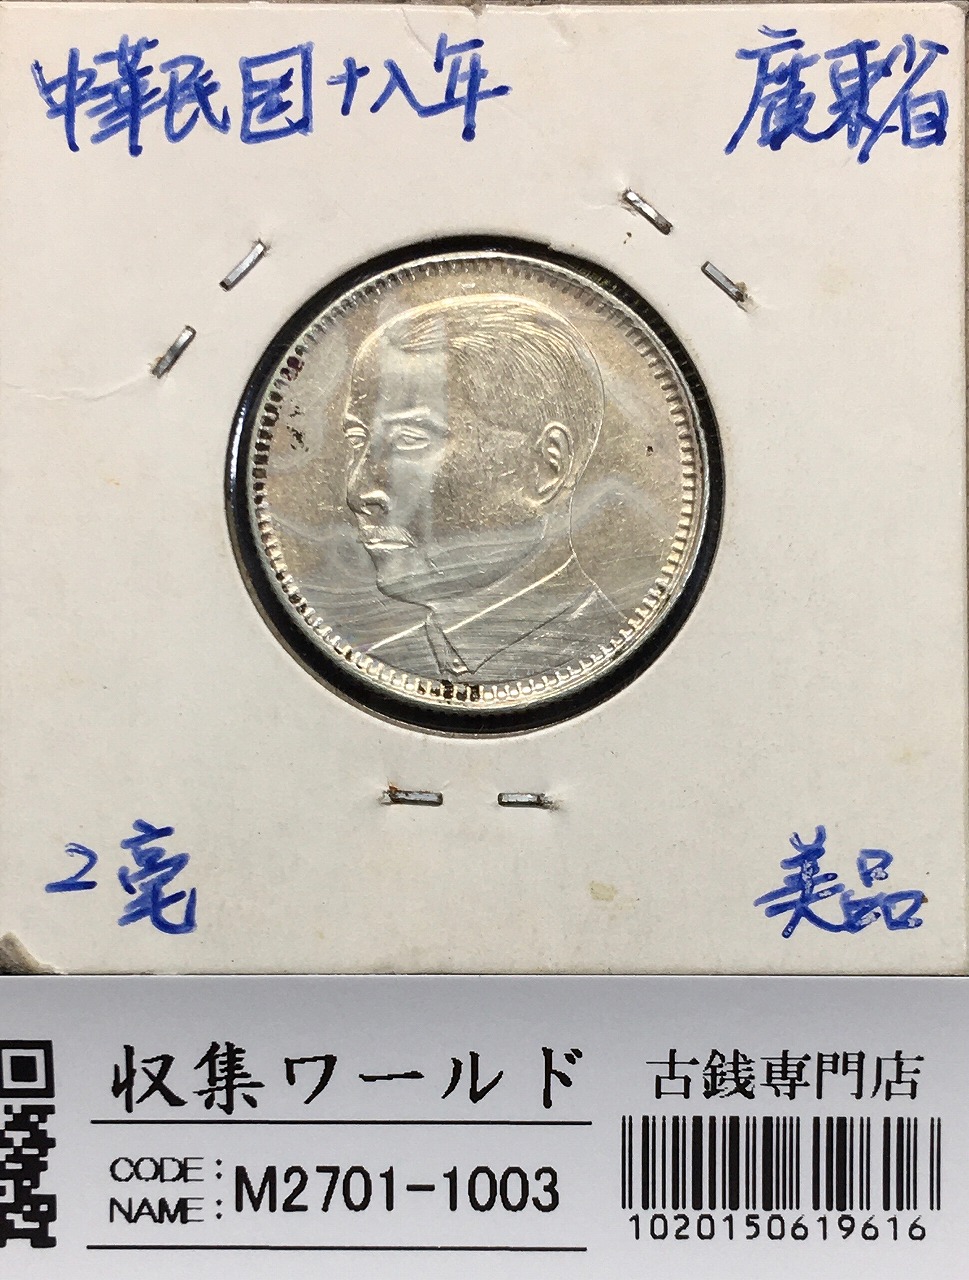 中華民国十八年
廣東省
2毫
美品
収集ワールド
古銭専門店
CODE:
NAME:
M2701-1003
1020150619616